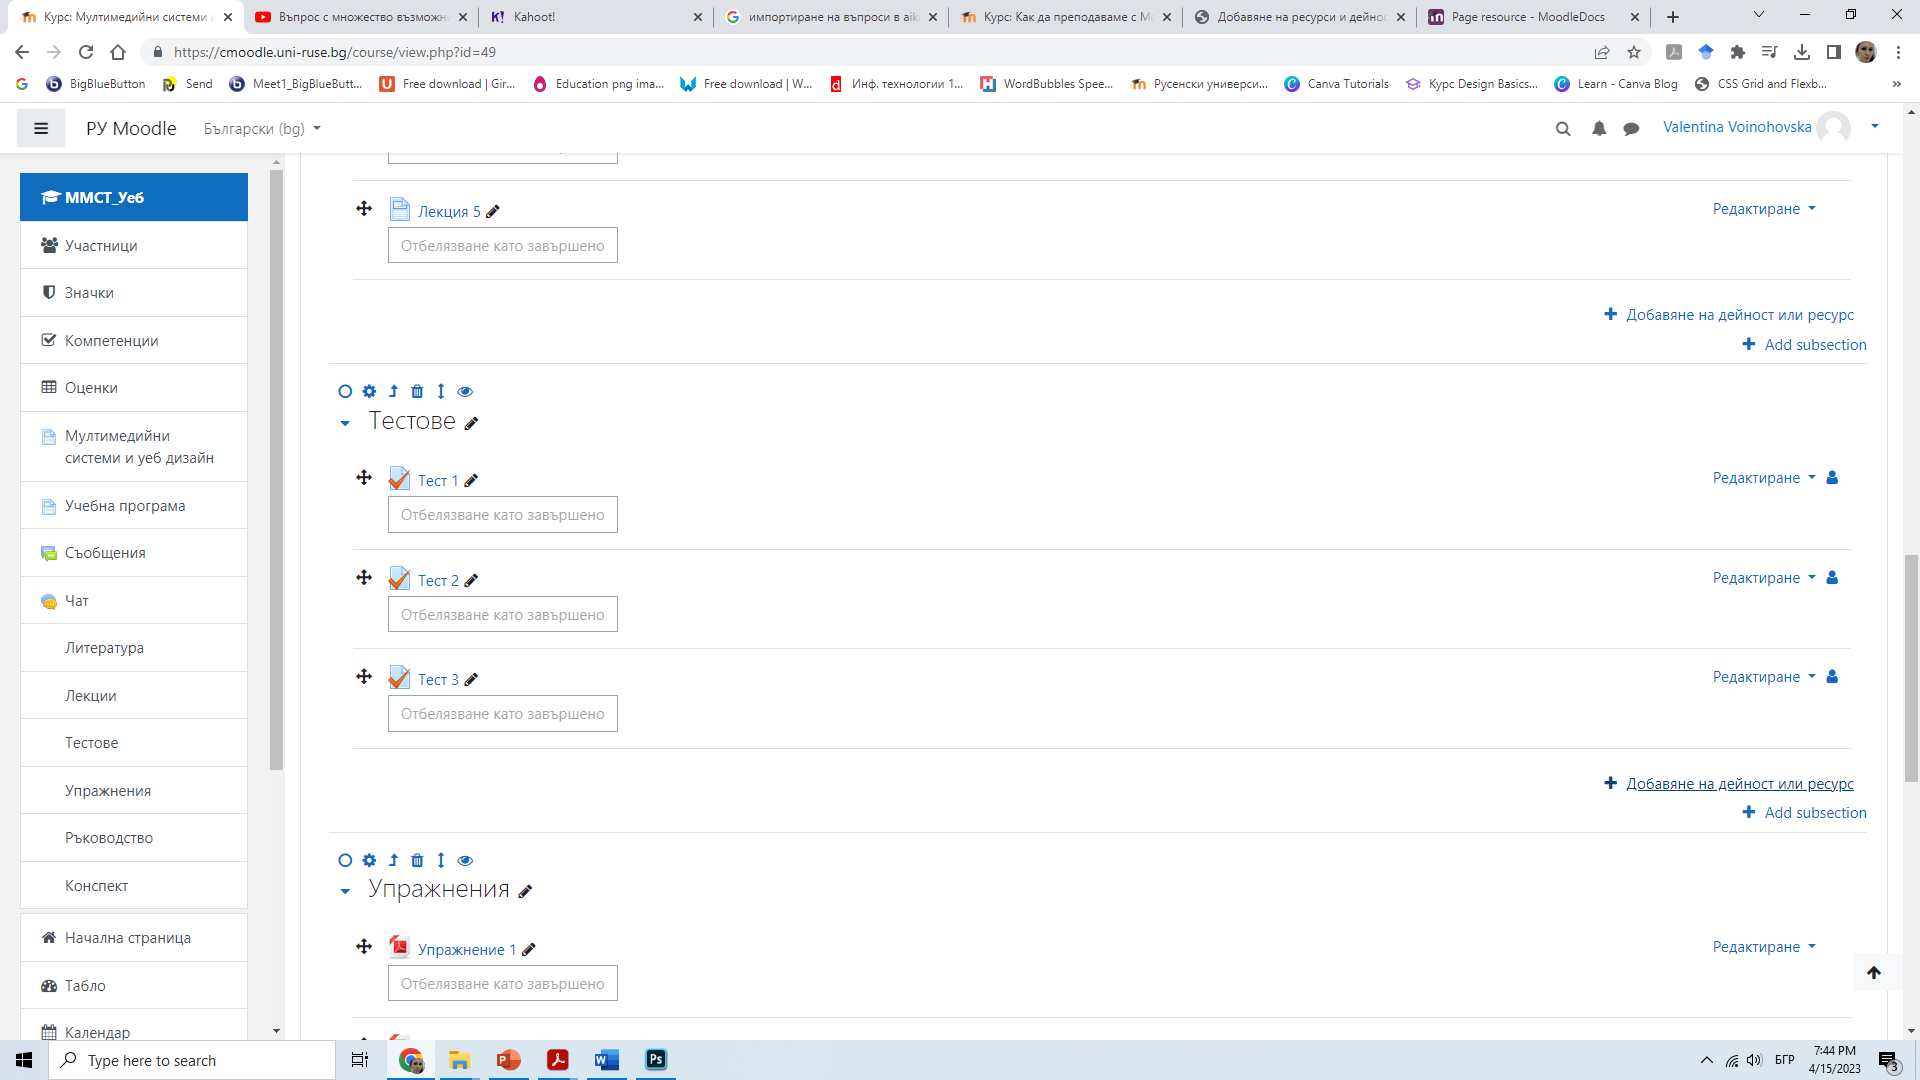 Курс: Мултимедийни системи и
Въпрос с множество възможн
Kahoot!
импортиране на въпроси в aik
Курс: Как да преподаваме с Mo
Добавяне на ресурси и дейнос
Page resource - MoodleDocs
https://cmoodle.uni-ruse.bg/course/view.php?id=49
BigBlueButton
Send
Meet1_BigBlueButt...
Free download | Gir...
Education png ima...
Free download | W...
Инф. технологии 1...
WordBubbles Spee...
Русенски универси...
Canva Tutorials
Курс Design Basics...
Learn - Canva Blog
CSS Grid and Flexb...
РУ Moodle
Български ‎(bg)‎
Valentina Voinohovska
ММСТ_Уеб
Участници
Значки
Компетенции
Оценки
Мултимедийни
системи и уеб дизайн
Учебна програма
Съобщения
Чат
Литература
Лекции
Тестове
Упражнения
Ръководство
Конспект
Начална страница
Табло
Календар
Лекция 5
Редактиране
Отбелязване като завършено
Добавяне на дейност или ресурс
Add subsection
Тестове
Тест 1
Редактиране
Отбелязване като завършено
Тест 2
Редактиране
Отбелязване като завършено
Тест 3
Редактиране
Отбелязване като завършено
Добавяне на дейност или ресурс
Add subsection
Упражнения
Упражнение 1
Редактиране
Отбелязване като завършено
Type here to search
БГР
7:44 PM
4/15/2023
3